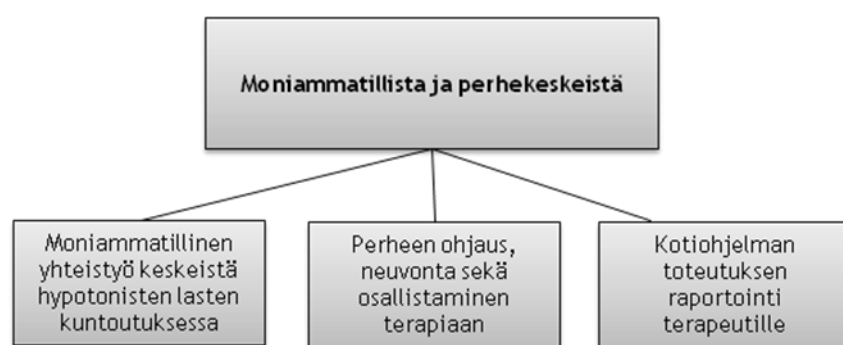 Moniammatillista ja perhekeskeistä
Moniammatillinen
yhteistyö keskeistä
hypotonisten lasten
kuntoutuksessa
Perheen ohjaus,
neuvonta sekä
osallistaminen
terapiaan
Kotiohjelman
toteutuksen
raportointi
terapeutille